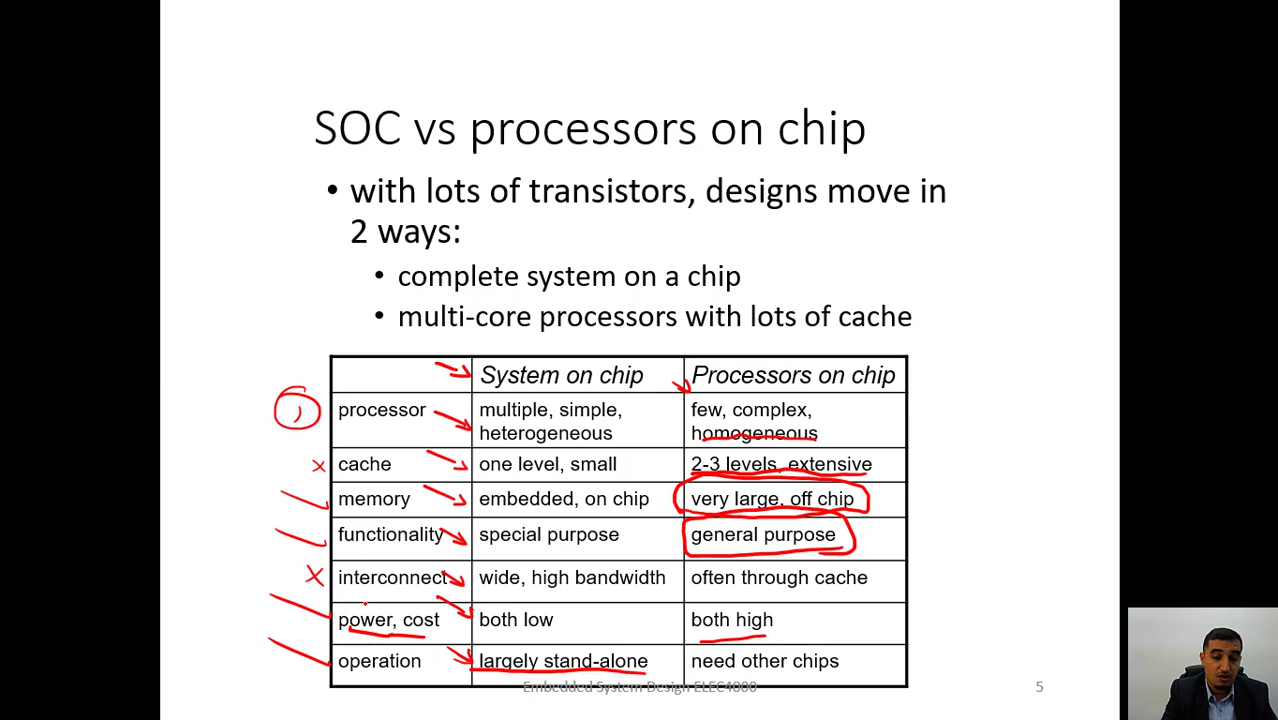 SOC vs processors on chip
• with lots of transistors, designs move in
2 ways:
• complete system on a chip
• multi-core processors with lots of cache
System on chip Processors on chip
processor multiple, simple, heterogeneous few, complex, homogeneous
cache one level, small 2-3 levels, extensive
memory embedded, on chip very large, off chip
functionality special purpose general purpose
interconnect wide, high bandwidth often through cache
power, cost both low both high
operation largely stand-alone need other chips
Embedded System Design ELEC4000 5